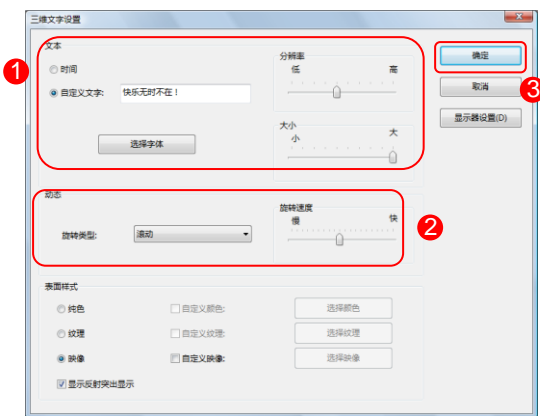 三维文字设置
文本
时间
自定义文字: 快乐无时不在！
选择字体
分辨率
低 高
大小
小 大
确定
取消
显示器设置(D)
1
3
动态
旋转类型: 滚动
旋转速度
慢 快
2
表面样式
纯色 自定义颜色: 选择颜色
纹理 自定义纹理: 选择纹理
映像 自定义映像: 选择映像
显示反射突出显示